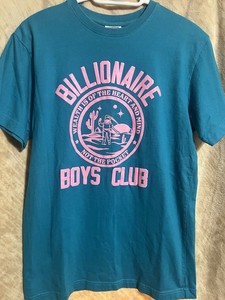 BILLIONAIRE
WEALTH IS OF THE HEART AND MIND
NOT THE POCKET
BOYS CLUB